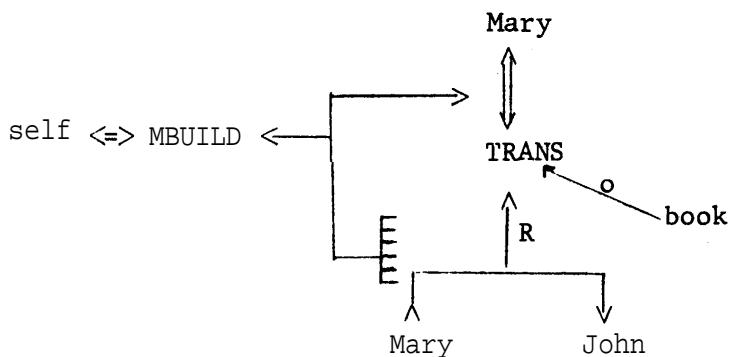 Mary
self <=> MBUILD
TRANS
o
book
R
Mary John